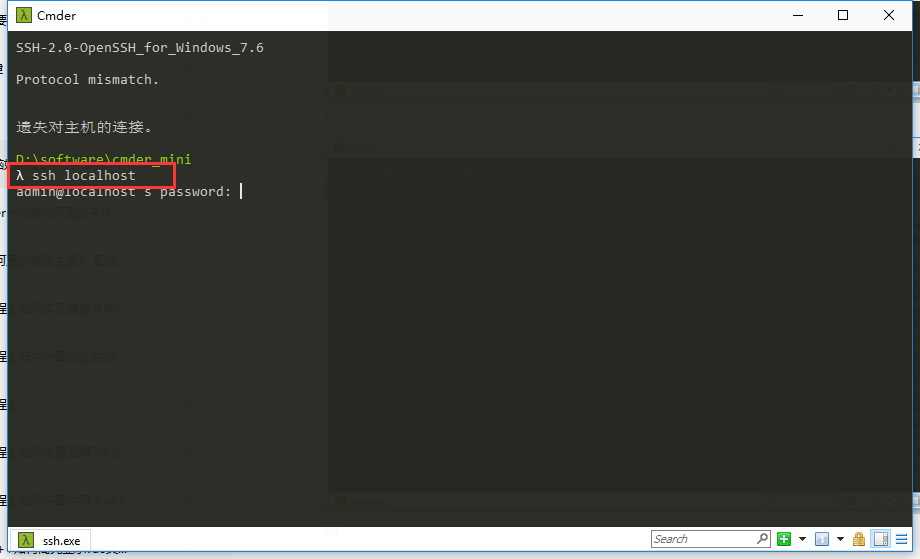 Cmder
SSH-2.0-OpenSSH_for_Windows_7.6
Protocol mismatch.
遗失对主机的连接。
D:\software\cmder_mini
λ ssh localhost
admin@localhost's password:
ssh.exe
Search